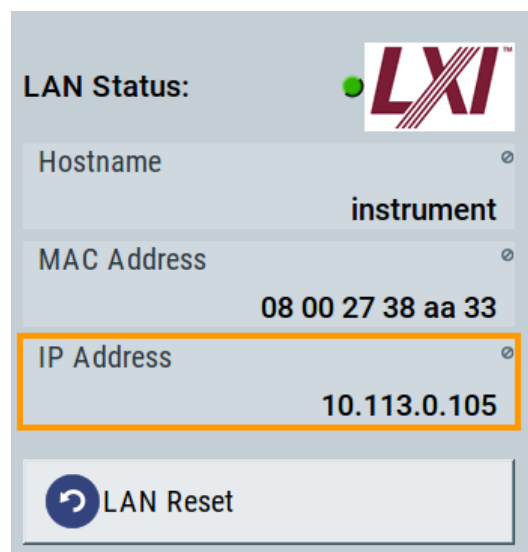 LAN Status:
LXI™
Hostname
instrument
MAC Address
08 00 27 38 aa 33
IP Address
10.113.0.105
LAN Reset